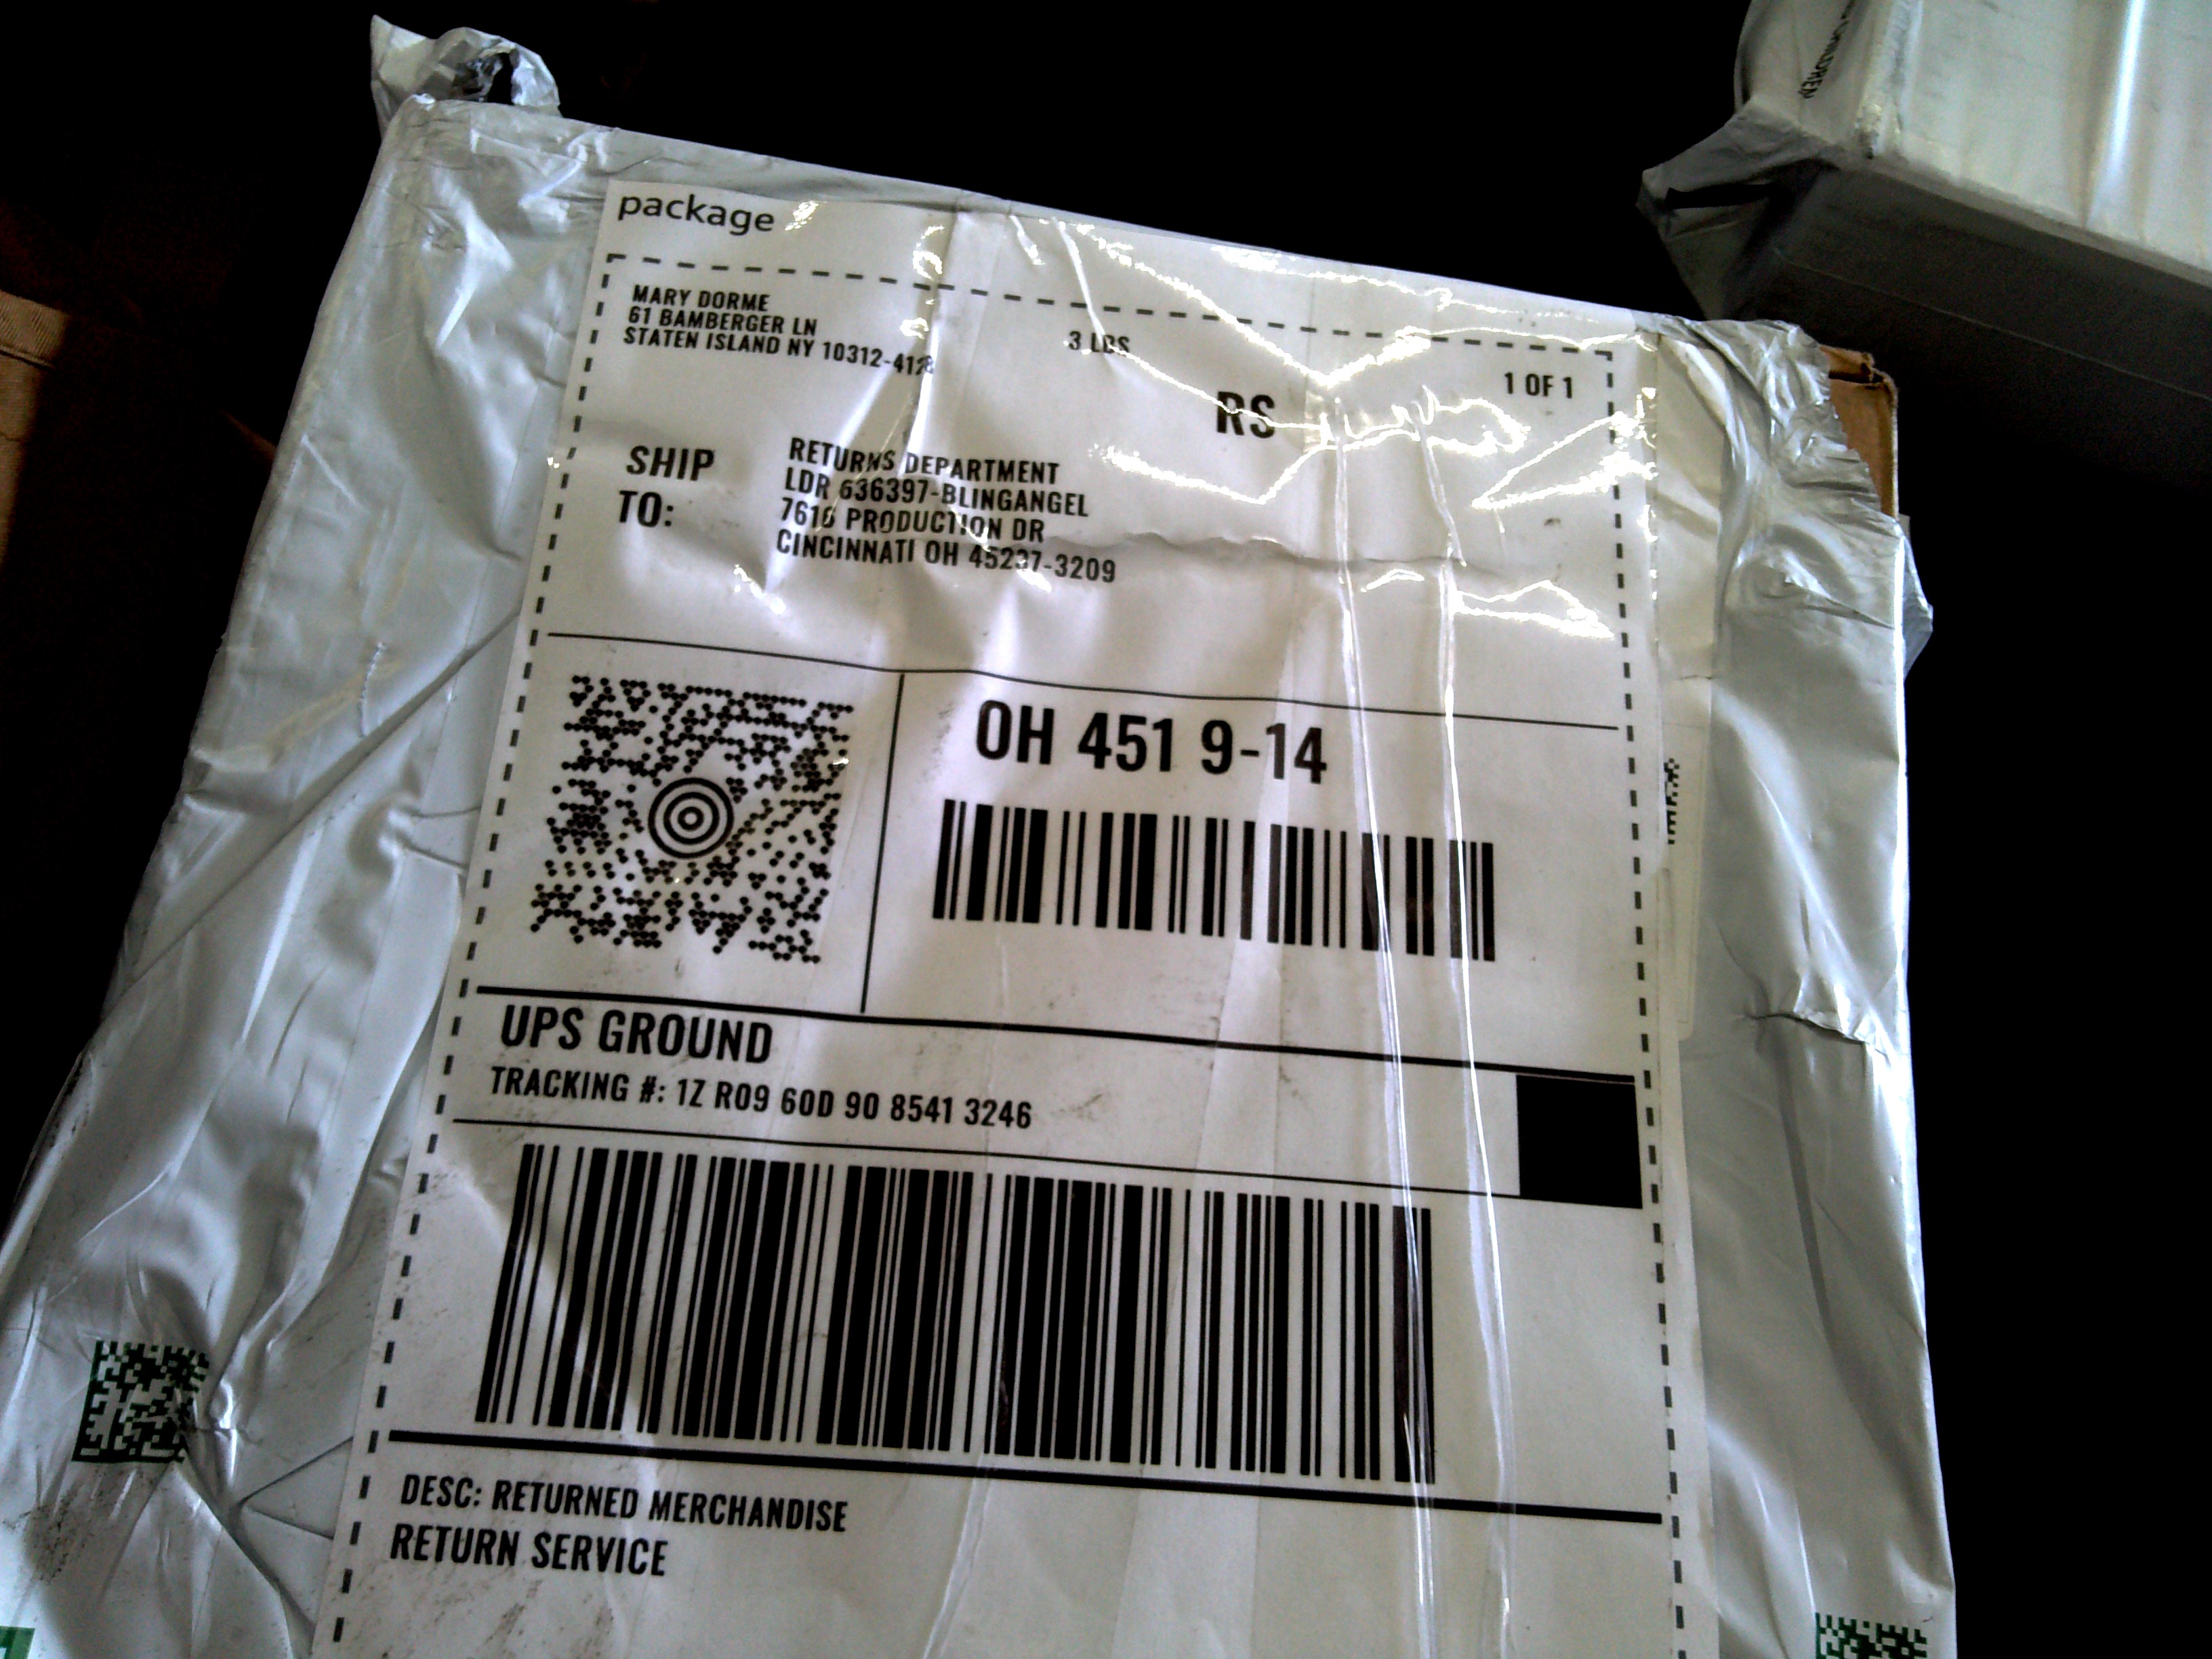 package
MARY DORME
61 BAMBERGER LN
STATEN ISLAND NY 10312-4128
3 LBS
1 OF 1
RS
SHIP
TO:
RETURNS DEPARTMENT
LDR 636397-BLINGANGEL
7616 PRODUCTION DR
CINCINNATI OH 45237-3209
OH 451 9-14
UPS GROUND
TRACKING #: 1Z R09 60D 90 8541 3246
DESC: RETURNED MERCHANDISE
RETURN SERVICE